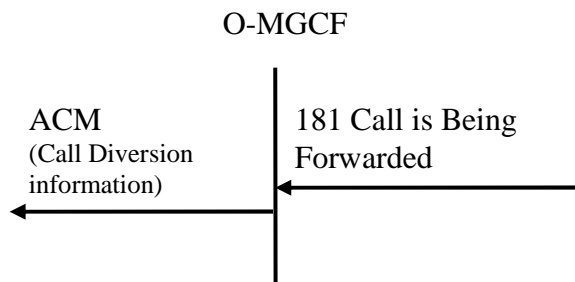 O-MGCF
ACM
(Call Diversion
information)
181 Call is Being
Forwarded